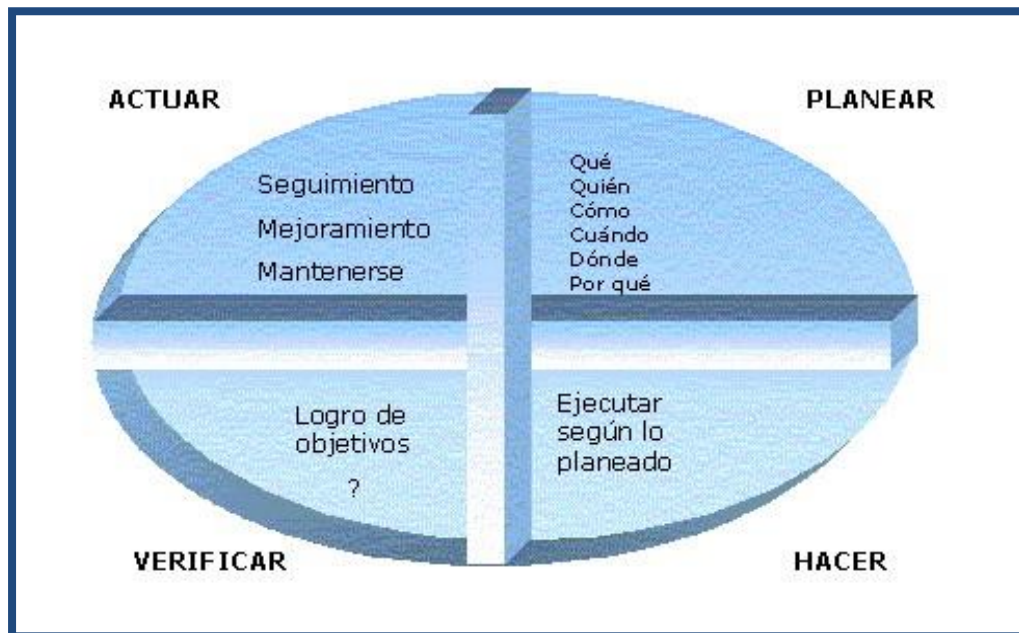 ACTUAR
PLANEAR
Seguimiento
Mejoramiento
Mantenerse
Qué
Quién
Cómo
Cuándo
Dónde
Por qué
Logro de
objetivos
?
Ejecutar
según lo
planeado
VERIFICAR
HACER